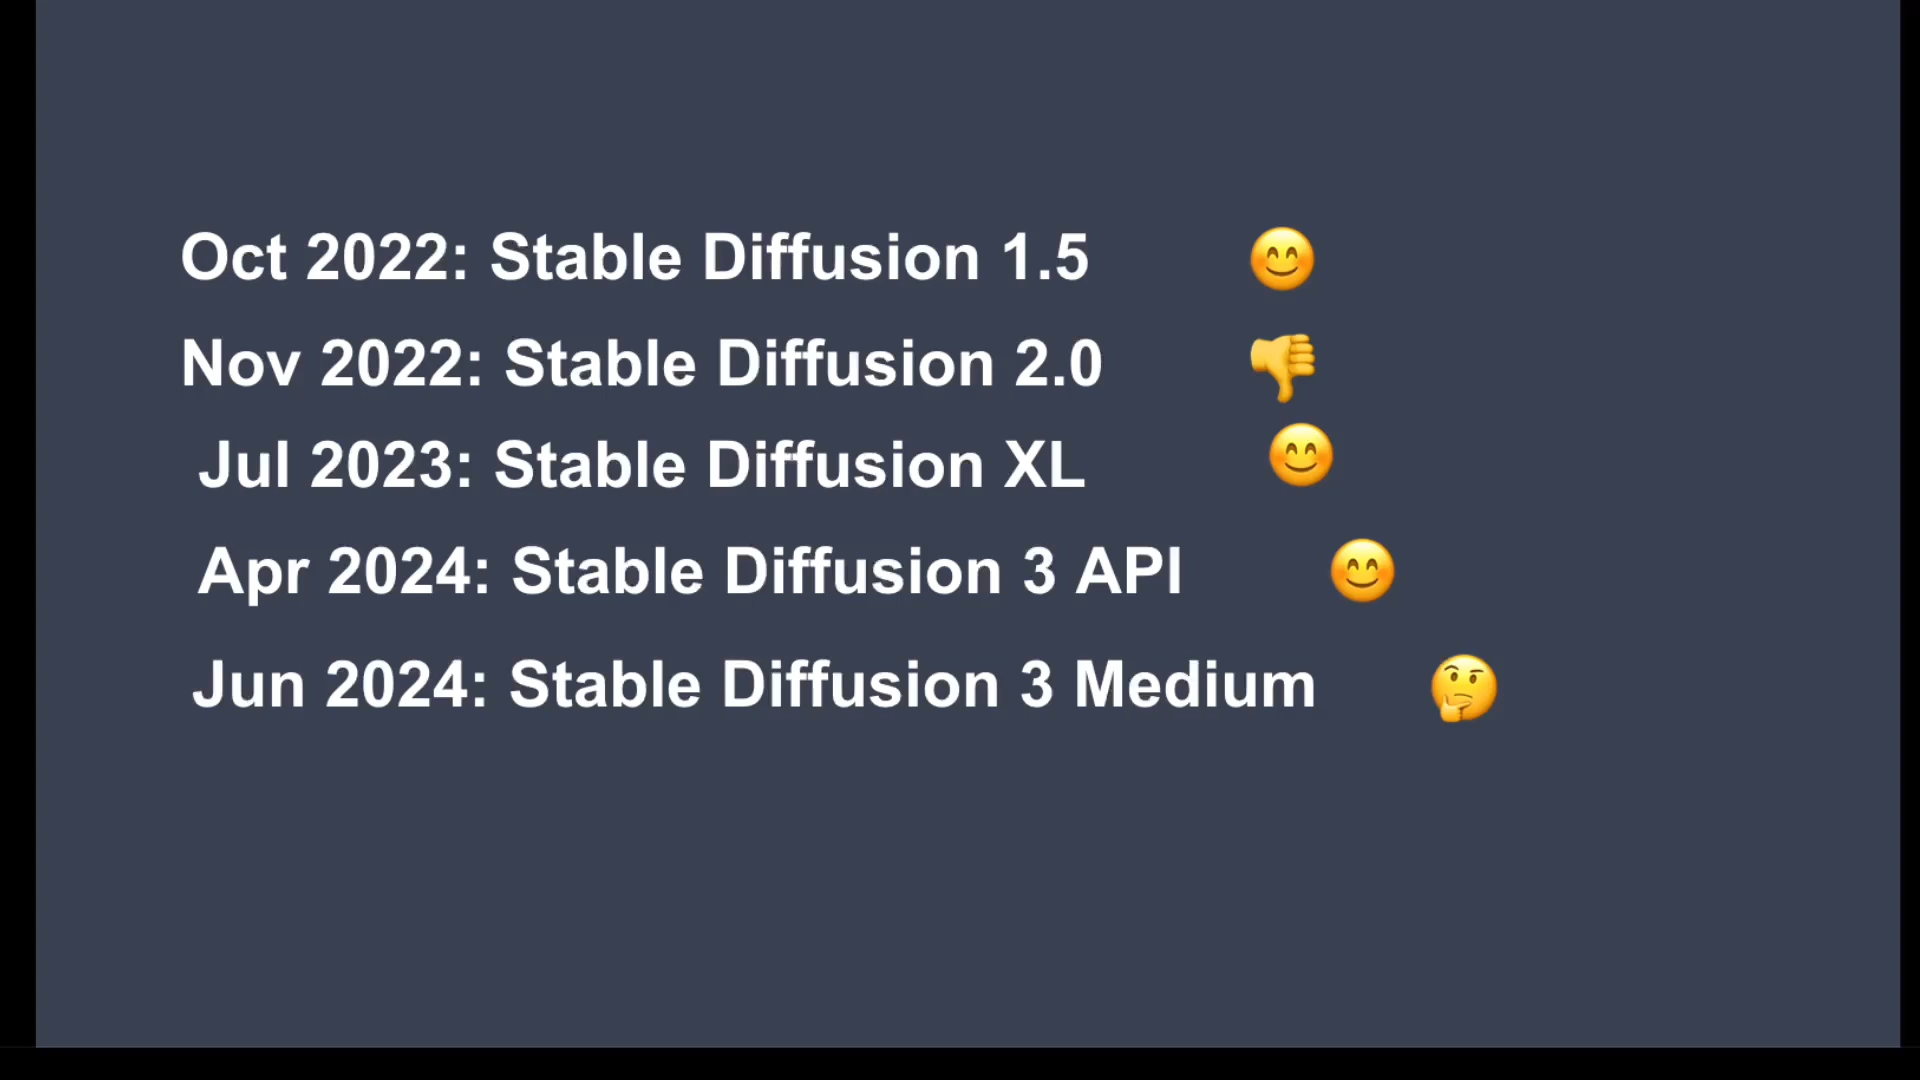 Oct 2022: Stable Diffusion 1.5 😊
Nov 2022: Stable Diffusion 2.0 👎
Jul 2023: Stable Diffusion XL 😊
Apr 2024: Stable Diffusion 3 API 😊
Jun 2024: Stable Diffusion 3 Medium 🤔